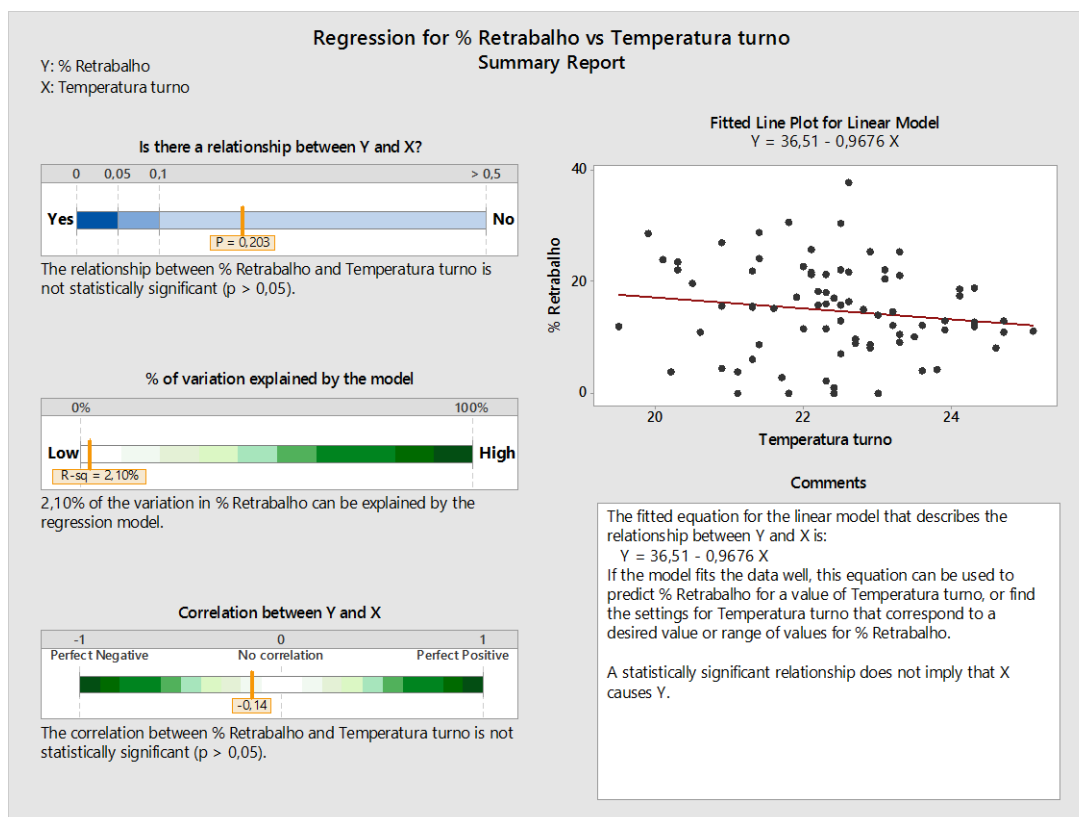 Regression for % Retrabalho vs Temperatura turno
Summary Report
Y: % Retrabalho
X: Temperatura turno
Is there a relationship between Y and X?
0 0,05 0,1 > 0,5
Yes No
P = 0,203
The relationship between % Retrabalho and Temperatura turno is
not statistically significant (p > 0,05).
% of variation explained by the model
0% 100%
Low High
R-sq = 2,10%
2,10% of the variation in % Retrabalho can be explained by the
regression model.
Correlation between Y and X
-1 0 1
Perfect Negative No correlation Perfect Positive
-0,14
The correlation between % Retrabalho and Temperatura turno is not
statistically significant (p > 0,05).
Fitted Line Plot for Linear Model
Y = 36,51 - 0,9676 X
40
20
0
% Retrabalho
20 22 24
Temperatura turno
Comments
The fitted equation for the linear model that describes the
relationship between Y and X is:
Y = 36,51 - 0,9676 X
If the model fits the data well, this equation can be used to
predict % Retrabalho for a value of Temperatura turno, or find
the settings for Temperatura turno that correspond to a
desired value or range of values for % Retrabalho.
A statistically significant relationship does not imply that X
causes Y.